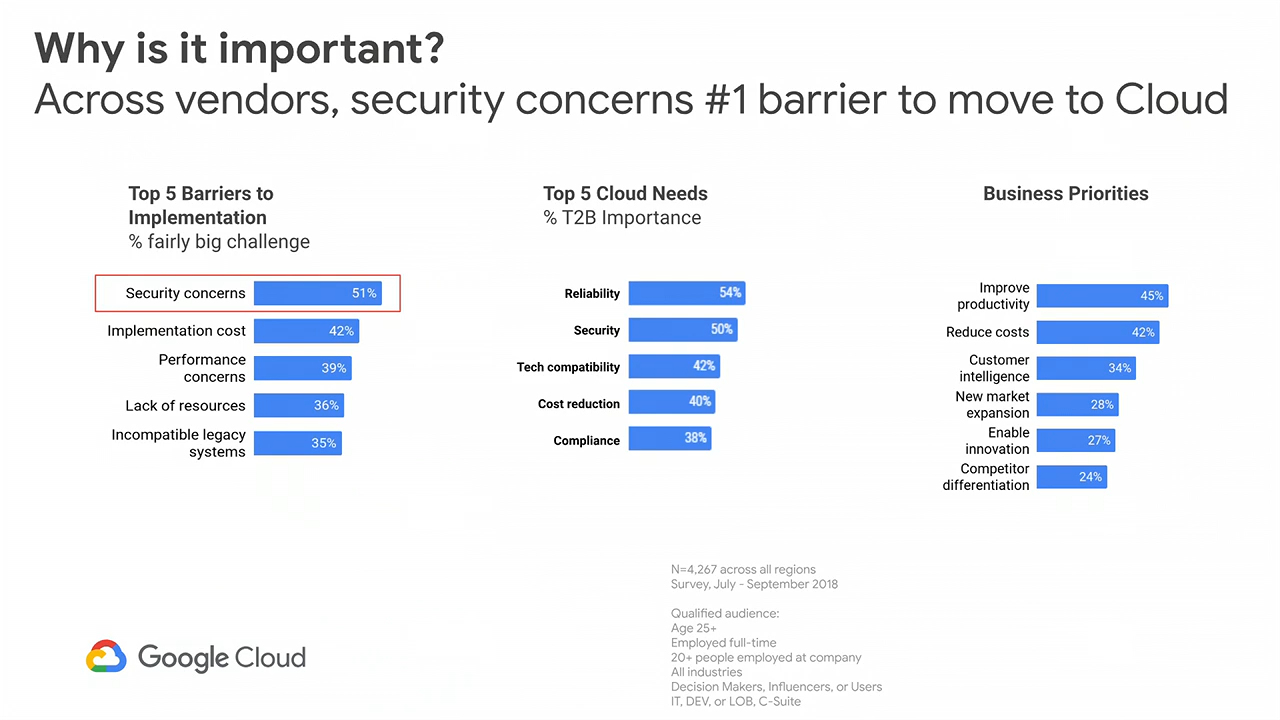 Why is it important?
Across vendors, security concerns #1 barrier to move to Cloud
Top 5 Barriers to
Implementation
% fairly big challenge
Security concerns 51%
Implementation cost 42%
Performance
concerns 39%
Lack of resources 36%
Incompatible legacy
systems 35%
Top 5 Cloud Needs
% T2B Importance
Reliability 54%
Security 50%
Tech compatibility 42%
Cost reduction 40%
Compliance 38%
Business Priorities
Improve
productivity 45%
Reduce costs 42%
Customer
intelligence 34%
New market
expansion 28%
Enable
innovation 27%
Competitor
differentiation 24%
N=4,267 across all regions
Survey, July - September 2018
Qualified audience:
Age 25+
Employed full-time
20+ people employed at company
All industries
Decision Makers, Influencers, or Users
IT, DEV, or LOB, C-Suite
Google Cloud